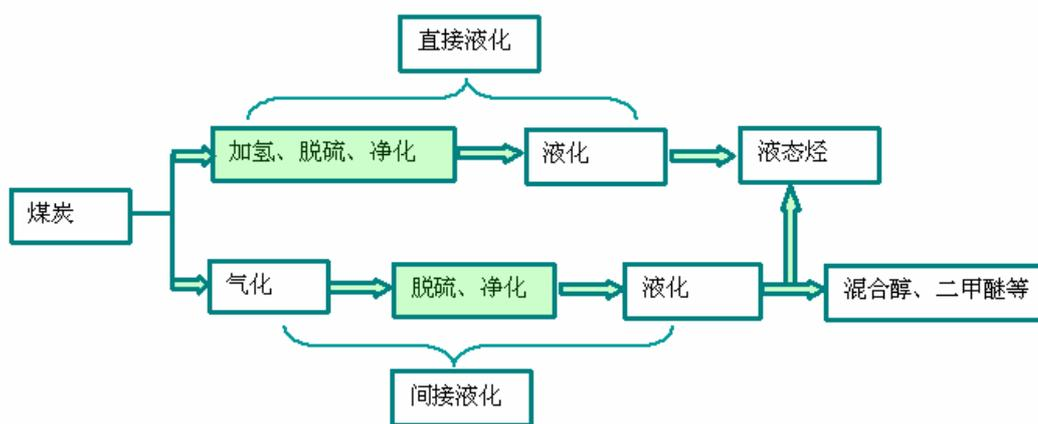 直接液化
加氢、脱硫、净化
液化
液态烃
煤炭
气化
脱硫、净化
液化
混合醇、二甲醚等
间接液化